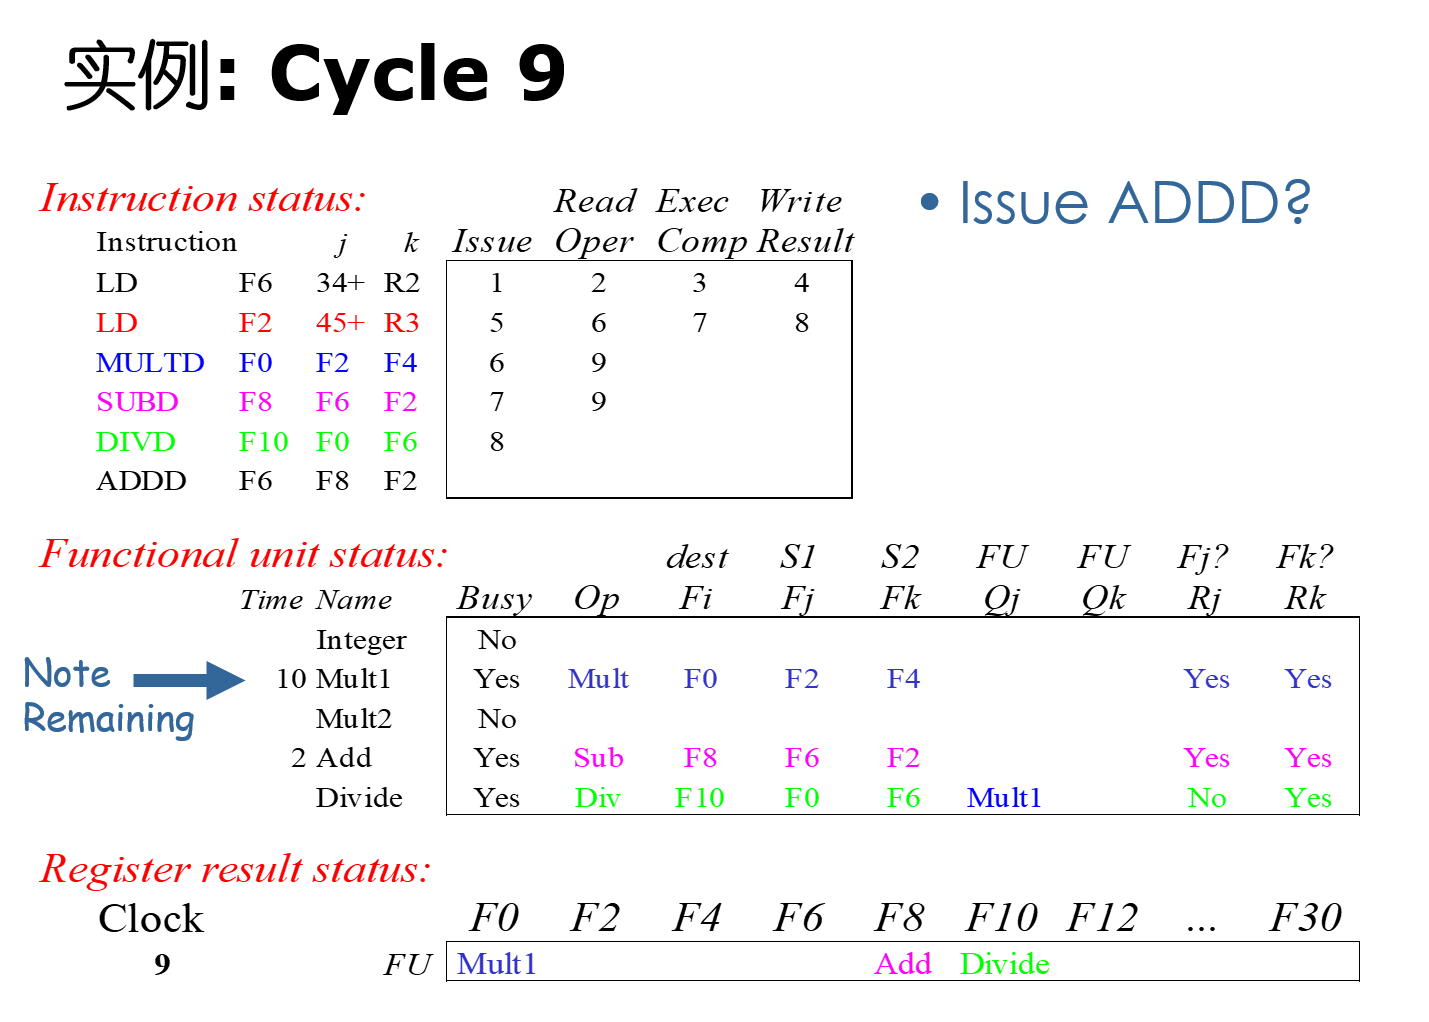 实例: Cycle 9
• Issue ADDD?
Instruction status: Read Exec Write
Instruction j k Issue Oper Comp Result
LD F6 34+ R2 1 2 3 4
LD F2 45+ R3 5 6 7 8
MULTD F0 F2 F4 6 9
SUBD F8 F6 F2 7 9
DIVD F10 F0 F6 8
ADDD F6 F8 F2
Functional unit status: dest S1 S2 FU FU Fj? Fk?
Time Name Busy Op Fi Fj Fk Qj Qk Rj Rk
Integer No
Note
Remaining
10 Mult1 Yes Mult F0 F2 F4 Yes Yes
Mult2 No
2 Add Yes Sub F8 F6 F2 Yes Yes
Divide Yes Div F10 F0 F6 Mult1 No Yes
Register result status:
Clock F0 F2 F4 F6 F8 F10 F12 ... F30
9 FU Mult1 Add Divide